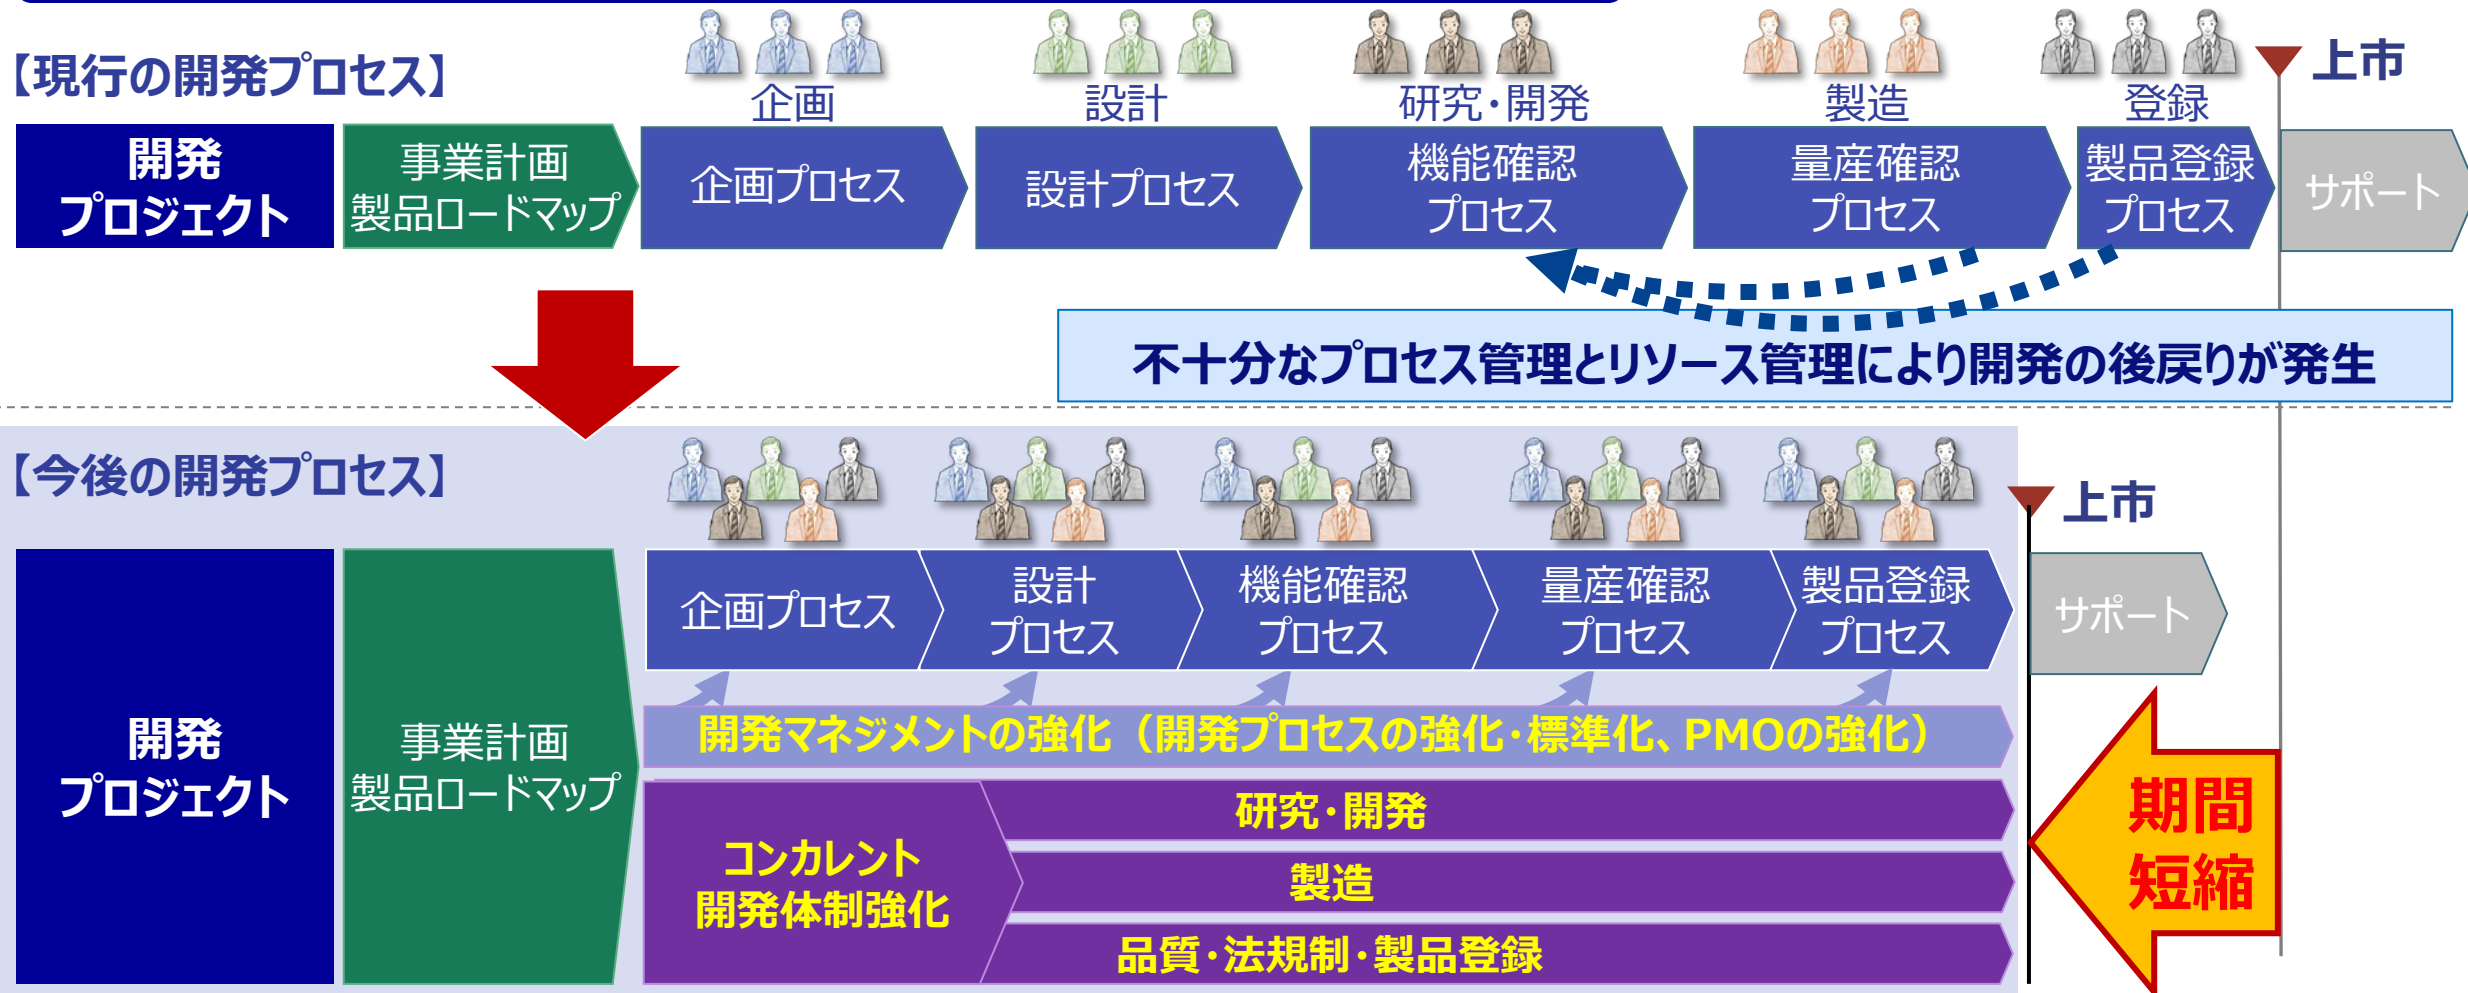 【現行の開発プロセス】
企画
設計
研究・開発
製造
登録
上市
開発
プロジェクト
事業計画
製品ロードマップ
企画プロセス
設計プロセス
機能確認
プロセス
量産確認
プロセス
製品登録
プロセス
サポート
不十分なプロセス管理とリソース管理により開発の後戻りが発生
【今後の開発プロセス】
上市
開発
プロジェクト
事業計画
製品ロードマップ
企画プロセス
設計
プロセス
機能確認
プロセス
量産確認
プロセス
製品登録
プロセス
サポート
開発マネジメントの強化（開発プロセスの強化・標準化、PMOの強化）
コンカレント
開発体制強化
研究・開発
製造
品質・法規制・製品登録
期間
短縮